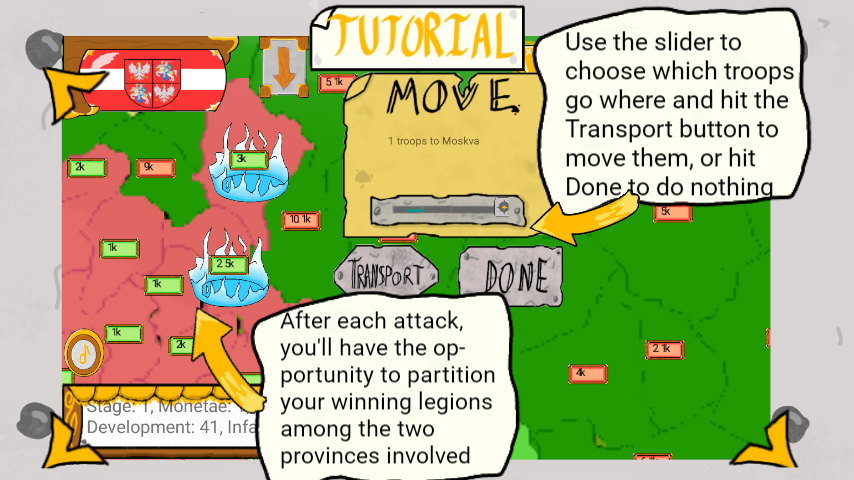 TUTORIAL
Use the slider to
choose which troops
go where and hit the
Transport button to
move them, or hit
Done to do nothing
MOVE
1 troops to Moskva
TRANSPORT
DONE
After each attack,
you'll have the op-
portunity to partition
your winning legions
among the two
provinces involved
5 1k
3k
2k
9k
10 1k
5k
1k
2 5k
1k
1k
2k
2 1k
4k
Stage: 1, Monetae:
Development: 41, Infa